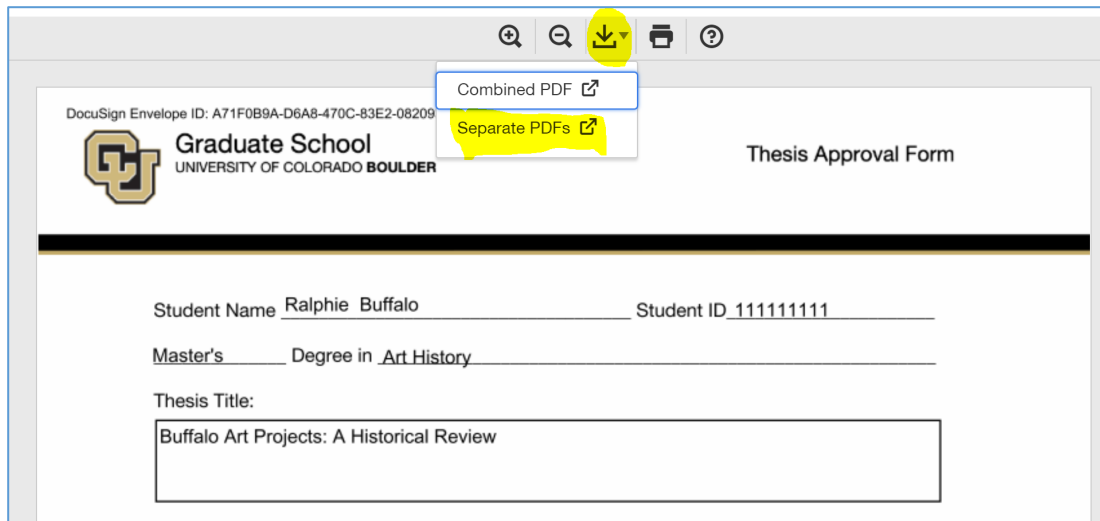 Combined PDF
Separate PDFs
DocuSign Envelope ID: A71F0B9A-D6A8-470C-83E2-08209
CU
Graduate School
UNIVERSITY OF COLORADO BOULDER
Thesis Approval Form
Student Name Ralphie Buffalo Student ID 111111111
Master's Degree in Art History
Thesis Title:
Buffalo Art Projects: A Historical Review